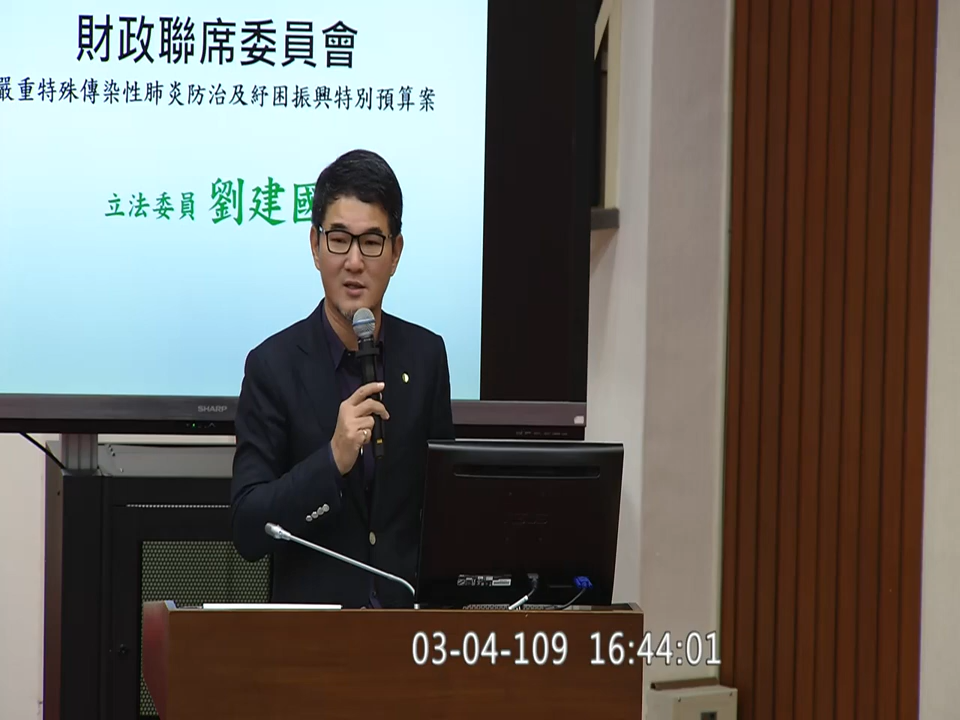 財政聯席委員會
嚴重特殊傳染性肺炎防治及紓困振興特別預算案
立法委員 劉建國
SHARP
03-04-109 16:44:01